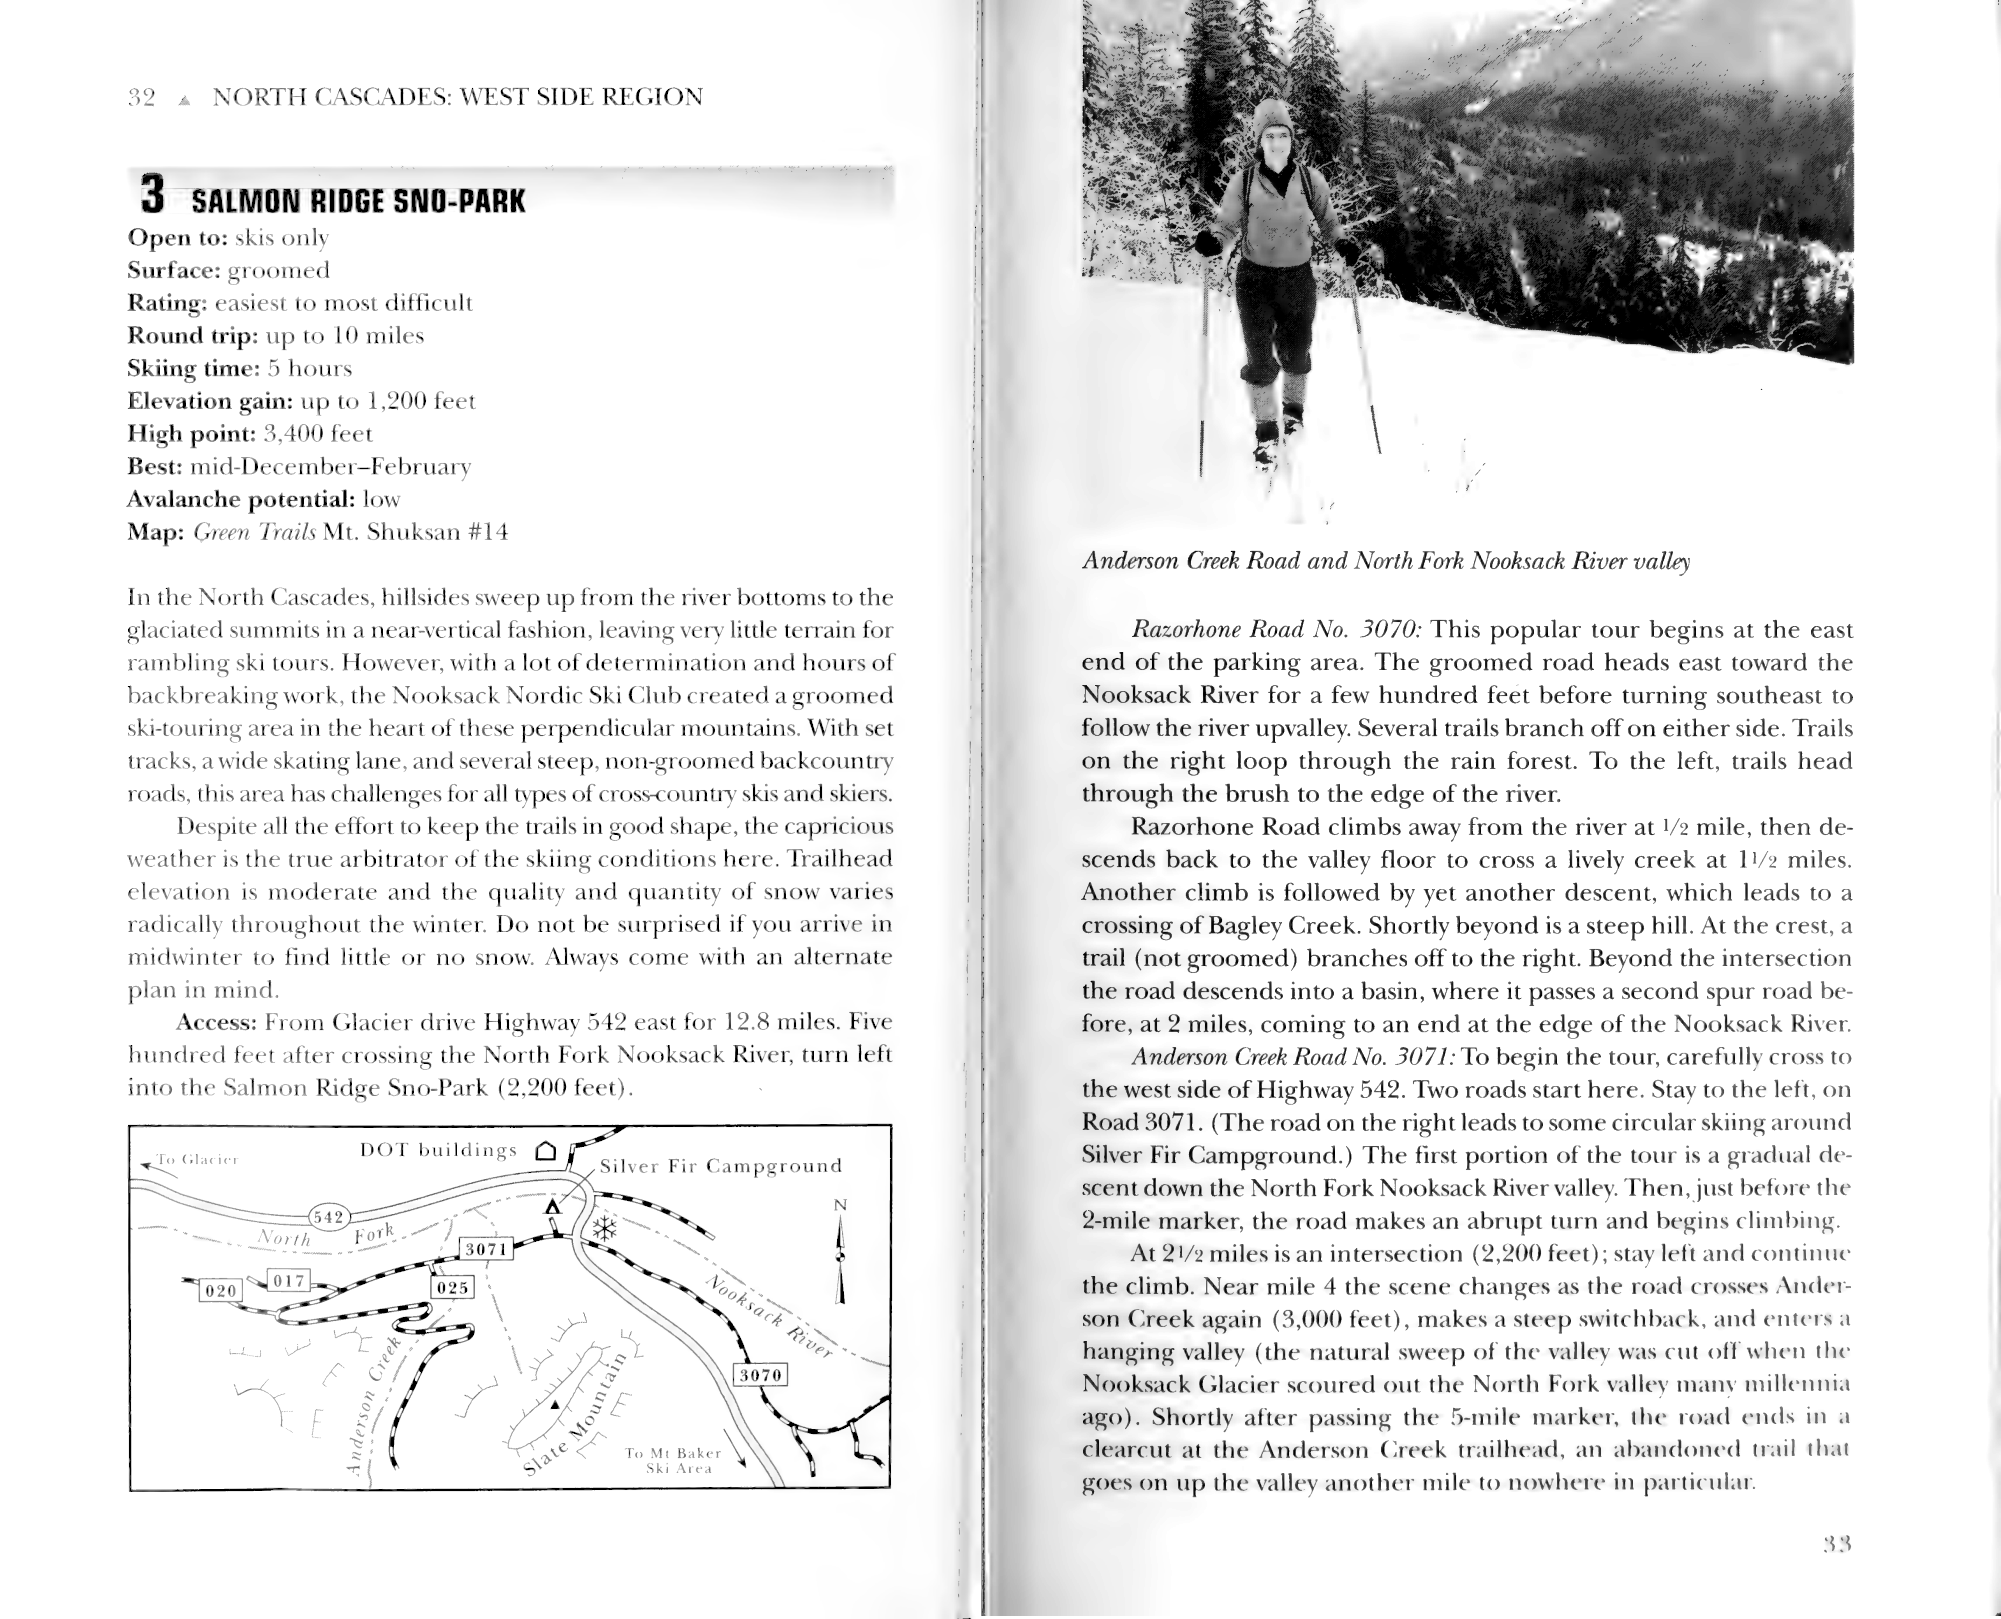 32 ▲ NORTH CASCADES: WEST SIDE REGION
3 SALMON RIDGE SNO-PARK
Open to: skis only
Surface: groomed
Rating: easiest to most difficult
Round trip: up to 10 miles
Skiing time: 5 hours
Elevation gain: up to 1,200 feet
High point: 3,400 feet
Best: mid-December–February
Avalanche potential: low
Map: Green Trails Mt. Shuksan #14
In the North Cascades, hillsides sweep up from the river bottoms to the
glaciated summits in a near-vertical fashion, leaving very little terrain for
rambling ski tours. However, with a lot of determination and hours of
backbreaking work, the Nooksack Nordic Ski Club created a groomed
ski-touring area in the heart of these perpendicular mountains. With set
tracks, a wide skating lane, and several steep, non-groomed backcountry
roads, this area has challenges for all types of cross-country skis and skiers.
Despite all the effort to keep the trails in good shape, the capricious
weather is the true arbitrator of the skiing conditions here. Trailhead
elevation is moderate and the quality and quantity of snow varies
radically throughout the winter. Do not be surprised if you arrive in
midwinter to find little or no snow. Always come with an alternate
plan in mind.
Access: From Glacier drive Highway 542 east for 12.8 miles. Five
hundred feet after crossing the North Fork Nooksack River, turn left
into the Salmon Ridge Sno-Park (2,200 feet).
To Glacier
DOT buildings
Silver Fir Campground
542
North Fork
N
3071
020
017
025
Nooksack River
Anderson Creek
Slate Mountain
3070
To Mt Baker
Ski Area
Anderson Creek Road and North Fork Nooksack River valley
Razorhone Road No. 3070: This popular tour begins at the east
end of the parking area. The groomed road heads east toward the
Nooksack River for a few hundred feet before turning southeast to
follow the river upvalley. Several trails branch off on either side. Trails
on the right loop through the rain forest. To the left, trails head
through the brush to the edge of the river.
Razorhone Road climbs away from the river at 1/2 mile, then de-
scends back to the valley floor to cross a lively creek at 1 1/2 miles.
Another climb is followed by yet another descent, which leads to a
crossing of Bagley Creek. Shortly beyond is a steep hill. At the crest, a
trail (not groomed) branches off to the right. Beyond the intersection
the road descends into a basin, where it passes a second spur road be-
fore, at 2 miles, coming to an end at the edge of the Nooksack River.
Anderson Creek Road No. 3071: To begin the tour, carefully cross to
the west side of Highway 542. Two roads start here. Stay to the left, on
Road 3071. (The road on the right leads to some circular skiing around
Silver Fir Campground.) The first portion of the tour is a gradual de-
scent down the North Fork Nooksack River valley. Then, just before the
2-mile marker, the road makes an abrupt turn and begins climbing.
At 2 1/2 miles is an intersection (2,200 feet); stay left and continue
the climb. Near mile 4 the scene changes as the road crosses Ander-
son Creek again (3,000 feet), makes a steep switchback, and enters a
hanging valley (the natural sweep of the valley was cut off when the
Nooksack Glacier scoured out the North Fork valley many millennia
ago). Shortly after passing the 5-mile marker, the road ends in a
clearcut at the Anderson Creek trailhead, an abandoned trail that
goes on up the valley another mile to nowhere in particular.
33